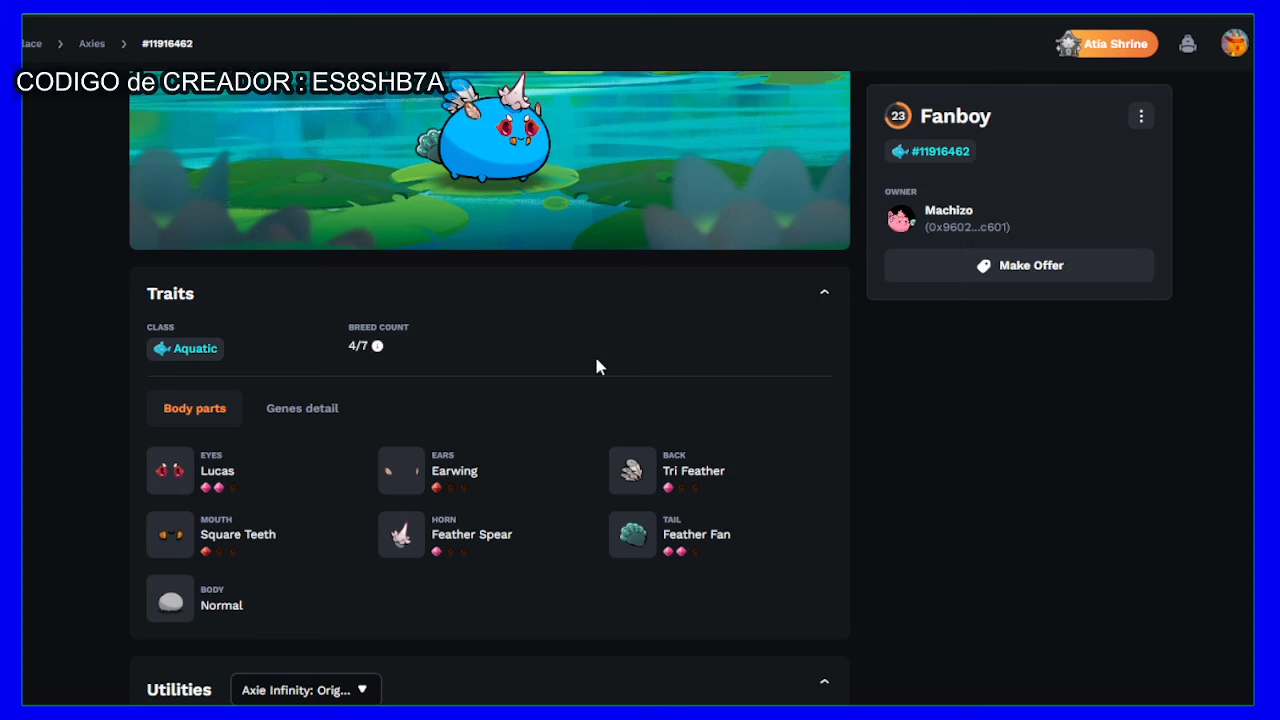 lace > Axies > #11916462
Atia Shrine
CODIGO de CREADOR : ES8SHB7A
23 Fanboy
#11916462
OWNER
Machizo
(0x9602...c601)
Make Offer
Traits
CLASS
Aquatic
BREED COUNT
4/7
Body parts
Genes detail
EYES
Lucas
EARS
Earwing
BACK
Tri Feather
MOUTH
Square Teeth
HORN
Feather Spear
TAIL
Feather Fan
BODY
Normal
Utilities
Axie Infinity: Orig...